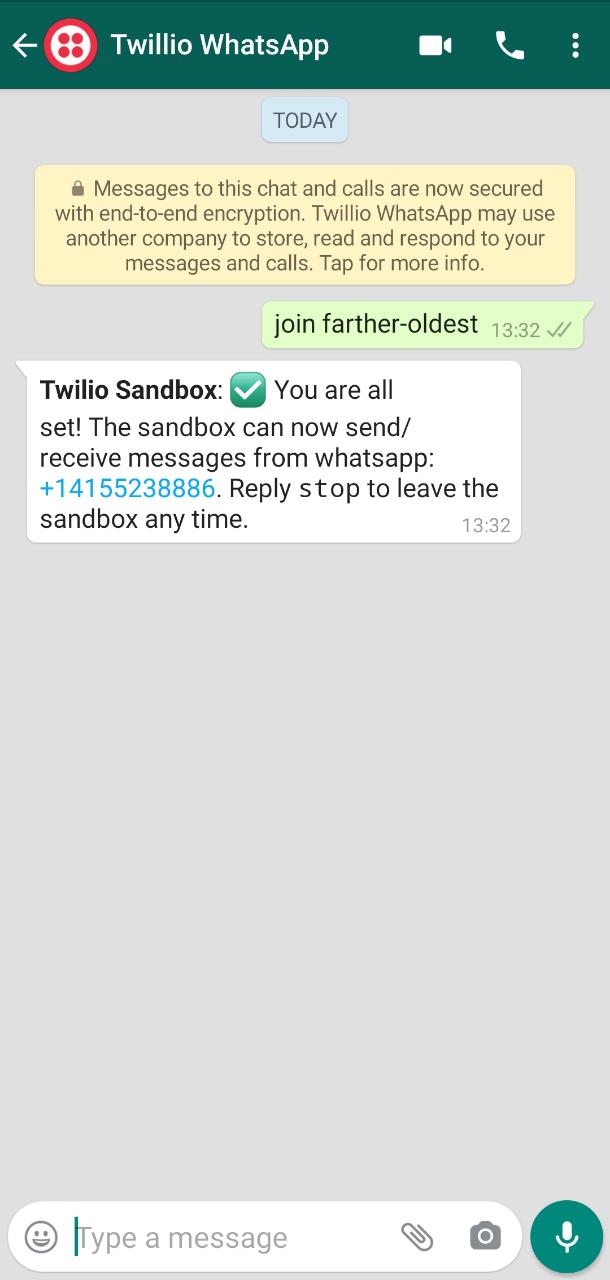 Twillio WhatsApp
TODAY
Messages to this chat and calls are now secured
with end-to-end encryption. Twillio WhatsApp may use
another company to store, read and respond to your
messages and calls. Tap for more info.
join farther-oldest 13:32
Twilio Sandbox: ✅ You are all
set! The sandbox can now send/
receive messages from whatsapp:
+14155238886. Reply stop to leave the
sandbox any time. 13:32
Type a message